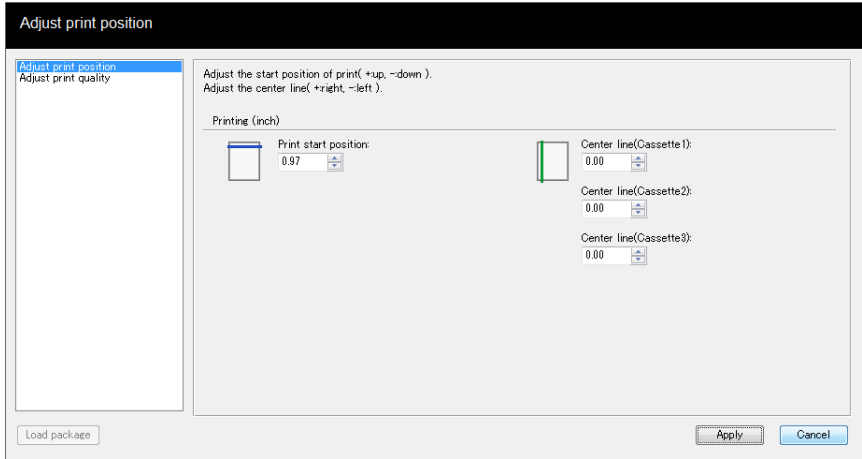 Adjust print position
Adjust print position
Adjust print quality
Adjust the start position of print( +:up, -:down ).
Adjust the center line( +:right, -:left ).
Printing (inch)
Print start position:
0.97
Center line(Cassette1):
0.00
Center line(Cassette2):
0.00
Center line(Cassette3):
0.00
Load package
Apply
Cancel